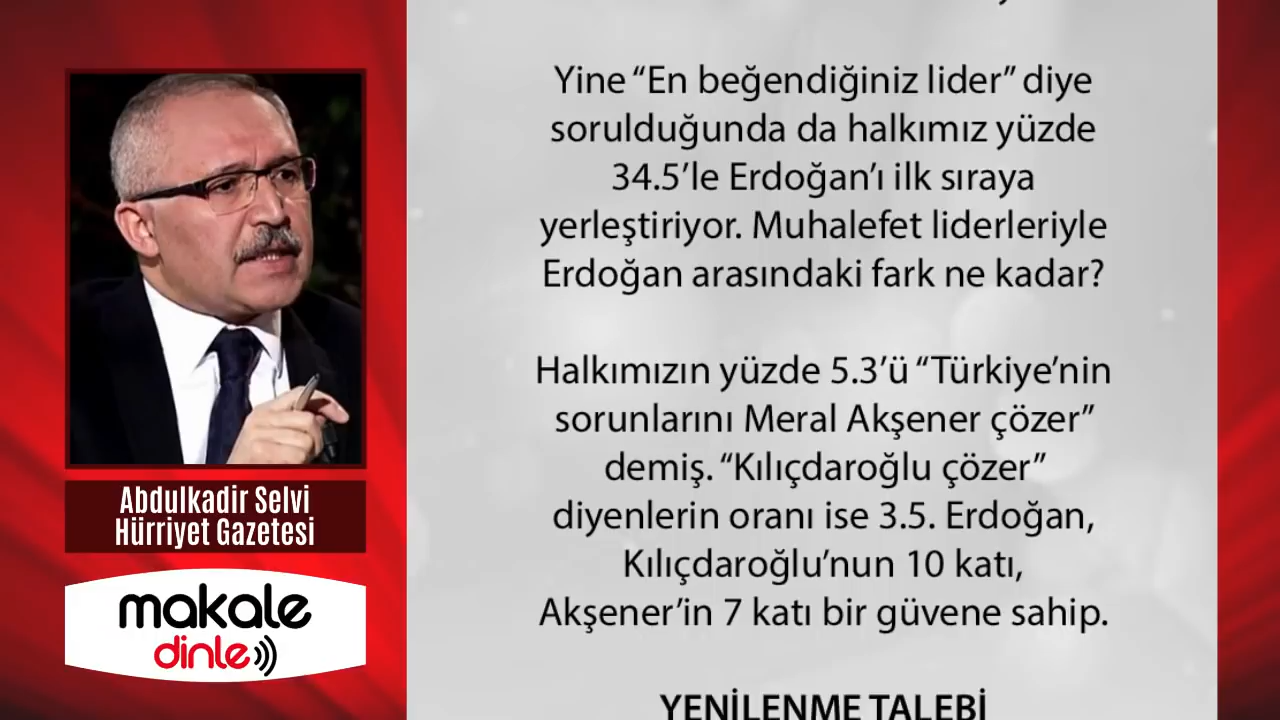 Yine “En beğendiğiniz lider” diye
sorulduğunda da halkımız yüzde
34.5’le Erdoğan’ı ilk sıraya
yerleştiriyor. Muhalefet liderleriyle
Erdoğan arasındaki fark ne kadar?
Halkımızın yüzde 5.3’ü “Türkiye’nin
sorunlarını Meral Akşener çözer”
demiş. “Kılıçdaroğlu çözer”
diyenlerin oranı ise 3.5. Erdoğan,
Kılıçdaroğlu’nun 10 katı,
Akşener’in 7 katı bir güvene sahip.
YENİLENME TALEBİ
Abdulkadir Selvi
Hürriyet Gazetesi
makale
dinle